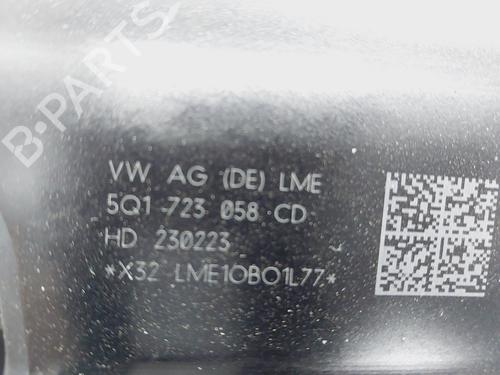 B-PARTS
VW AG (DE) LME
5Q1 723 058 CD
HD 230223
*X32 LME10B01L77*